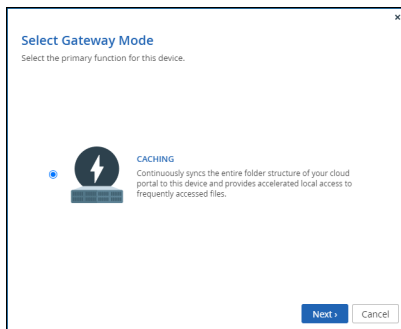 ×
Select Gateway Mode
Select the primary function for this device.
CACHING
Continuously syncs the entire folder structure of your cloud
portal to this device and provides accelerated local access to
frequently accessed files.
Next ›
Cancel